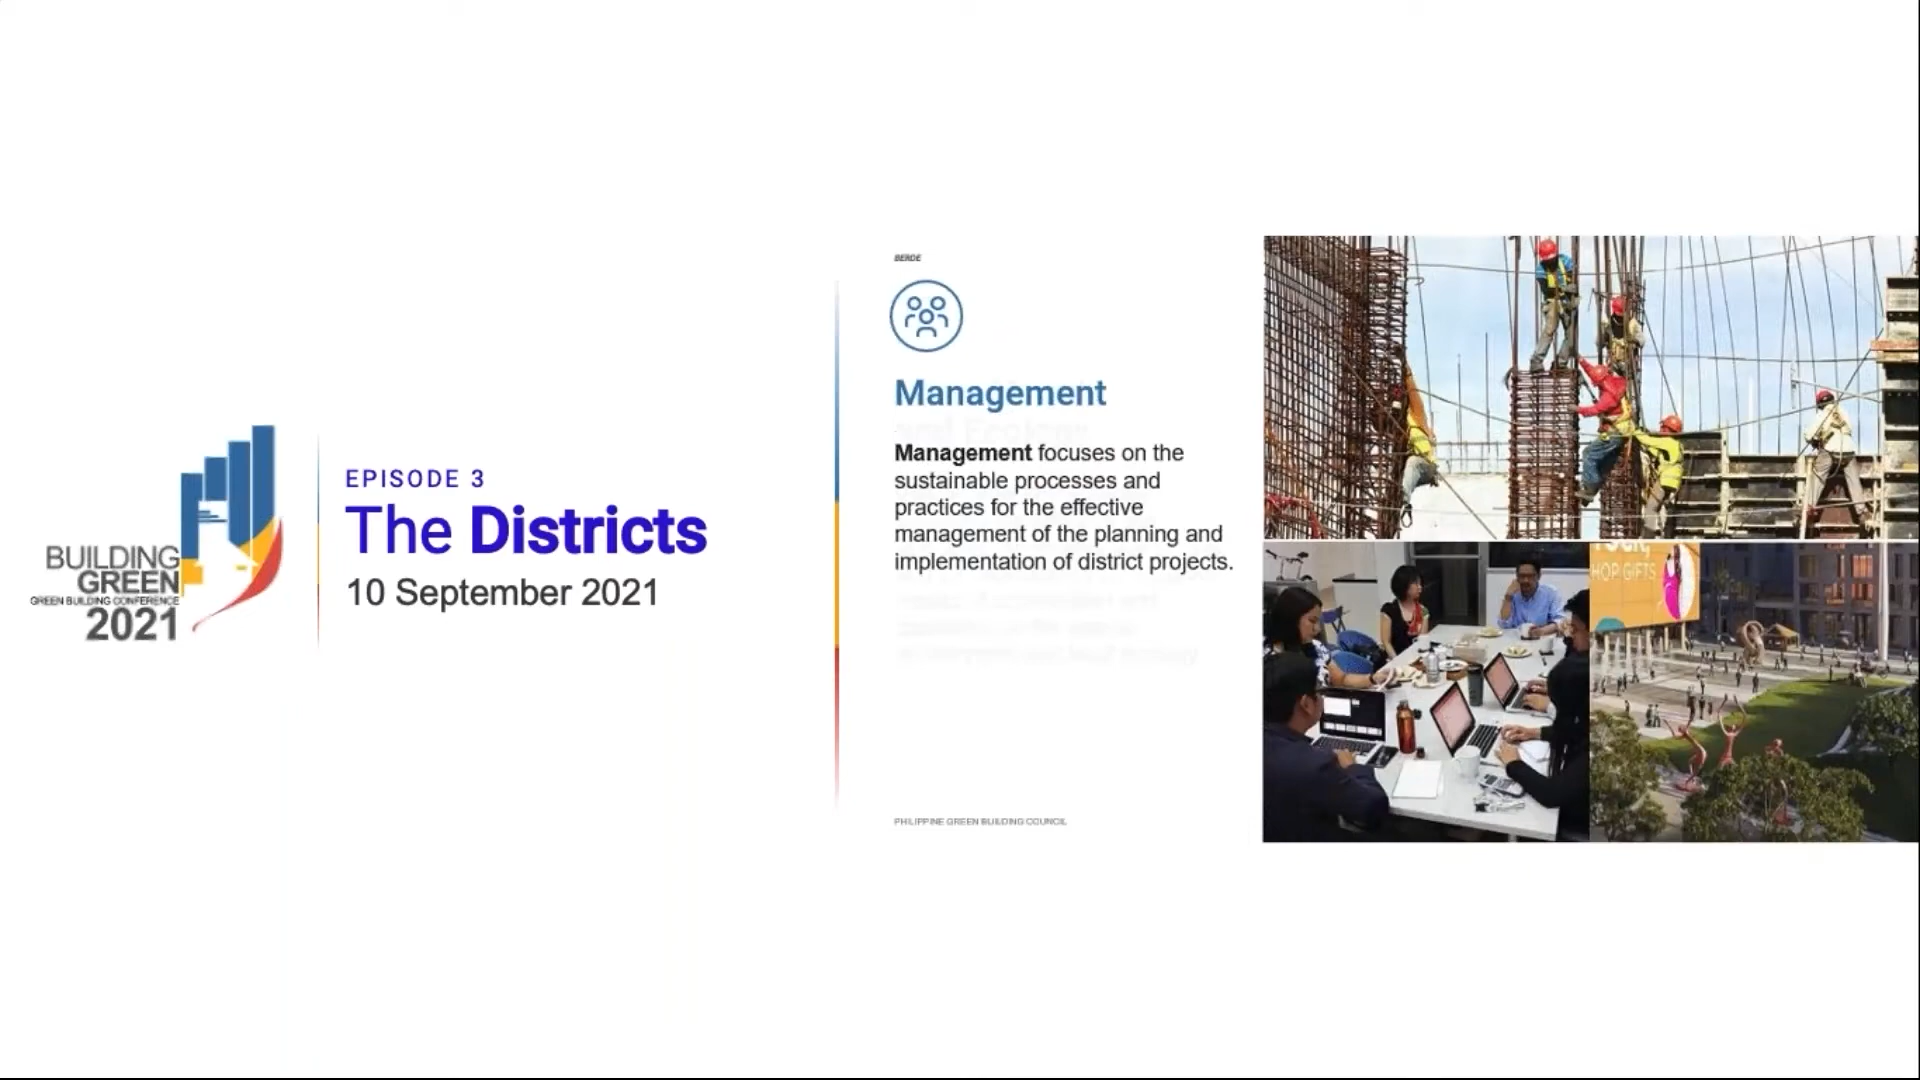 BUILDING
GREEN
GREEN BUILDING CONFERENCE
2021
EPISODE 3
The Districts
10 September 2021
BERDE
Management
Management focuses on the
sustainable processes and
practices for the effective
management of the planning and
implementation of district projects.
PHILIPPINE GREEN BUILDING COUNCIL
HOP GIFTS